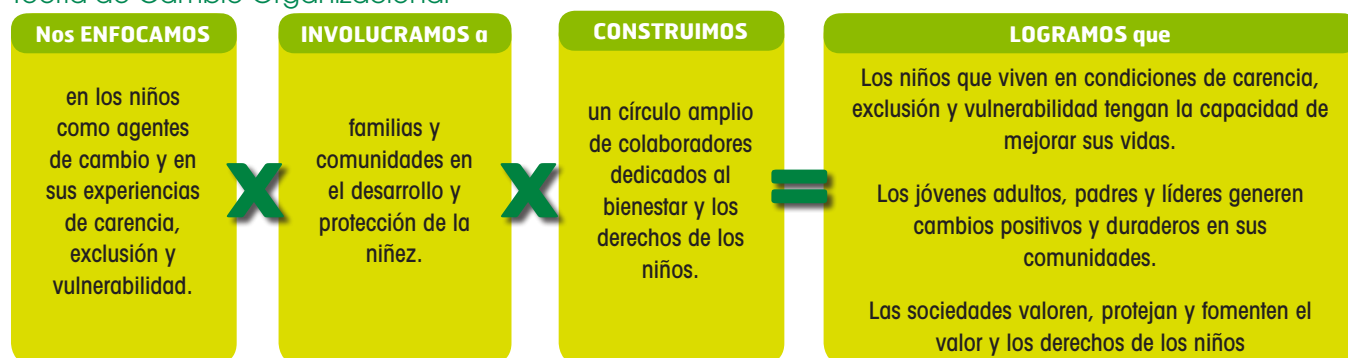 Teoría de Cambio Organizacional
Nos ENFOCAMOS
en los niños
como agentes
de cambio y en
sus experiencias
de carencia,
exclusión y
vulnerabilidad.
X
INVOLUCRAMOS a
familias y
comunidades en
el desarrollo y
protección de la
niñez.
X
CONSTRUIMOS
un círculo amplio
de colaboradores
dedicados al
bienestar y los
derechos de los
niños.
=
LOGRAMOS que
Los niños que viven en condiciones de carencia,
exclusión y vulnerabilidad tengan la capacidad de
mejorar sus vidas.
Los jóvenes adultos, padres y líderes generen
cambios positivos y duraderos en sus
comunidades.
Las sociedades valoren, protejan y fomenten el
valor y los derechos de los niños